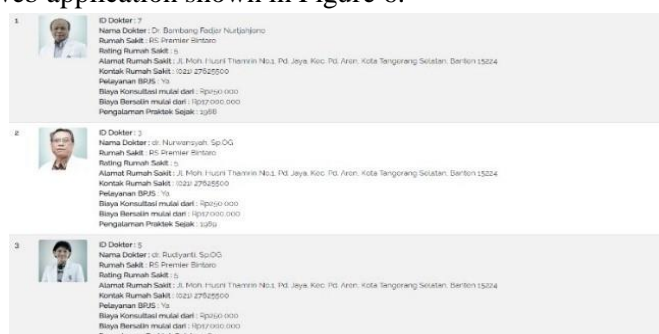 web application shown in Figure 8.
1
ID Dokter : 7
Nama Dokter : Dr. Bambang Fadjar Nurtjahjono
Rumah Sakit : RS Premier Bintaro
Rating Rumah Sakit : 5
Alamat Rumah Sakit : Jl. Moh. Husni Thamrin No.1, Pd. Jaya, Kec. Pd. Aren, Kota Tangerang Selatan, Banten 15224
Kontak Rumah Sakit : (021) 27625500
Pelayanan BPJS : Ya
Biaya Konsultasi mulai dari : Rp250.000
Biaya Bersalin mulai dari : Rp17.000.000
Pengalaman Praktek Sejak : 1988
2
ID Dokter : 3
Nama Dokter : dr. Nurwansyah, Sp.OG
Rumah Sakit : RS Premier Bintaro
Rating Rumah Sakit : 5
Alamat Rumah Sakit : Jl. Moh. Husni Thamrin No.1, Pd. Jaya, Kec. Pd. Aren, Kota Tangerang Selatan, Banten 15224
Kontak Rumah Sakit : (021) 27625500
Pelayanan BPJS : Ya
Biaya Konsultasi mulai dari : Rp250.000
Biaya Bersalin mulai dari : Rp17.000.000
Pengalaman Praktek Sejak : 1989
3
ID Dokter : 5
Nama Dokter : dr. Rudiyanti, Sp.OG
Rumah Sakit : RS Premier Bintaro
Rating Rumah Sakit : 5
Alamat Rumah Sakit : Jl. Moh. Husni Thamrin No.1, Pd. Jaya, Kec. Pd. Aren, Kota Tangerang Selatan, Banten 15224
Kontak Rumah Sakit : (021) 27625500
Pelayanan BPJS : Ya
Biaya Konsultasi mulai dari : Rp250.000
Biaya Bersalin mulai dari : Rp17.000.000